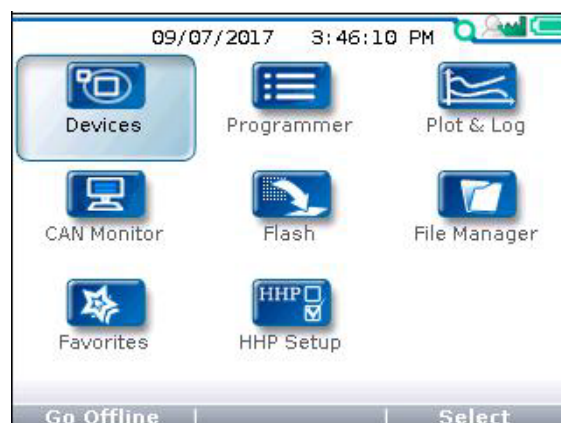 09/07/2017 3:46:10 PM
Devices Programmer Plot & Log
CAN Monitor Flash File Manager
HHP
Favorites HHP Setup
Go Offline | | Select